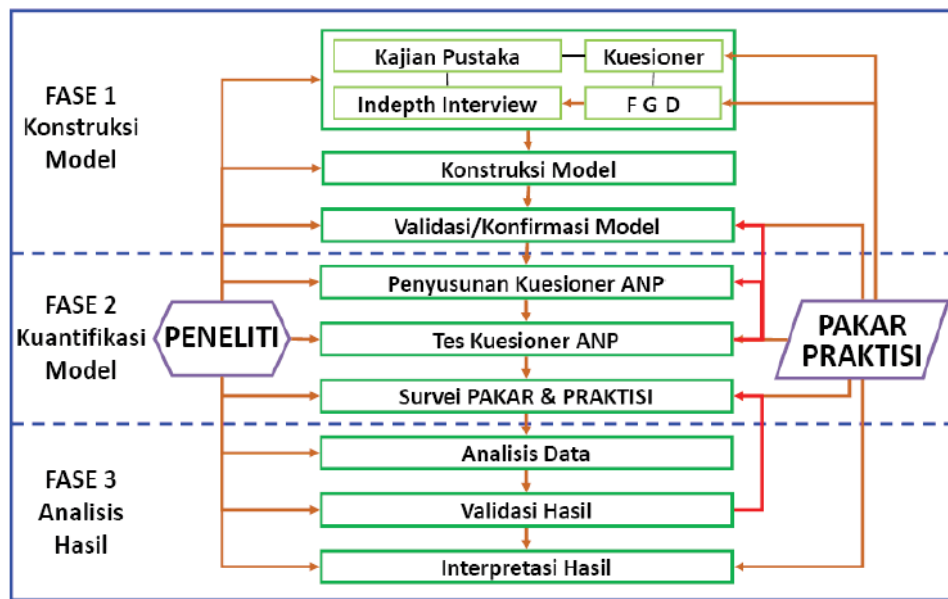 FASE 1
Konstruksi
Model
Kajian Pustaka
Kuesioner
Indepth Interview
F G D
Konstruksi Model
Validasi/Konfirmasi Model
FASE 2
Kuantifikasi
Model
PENELITI
Penyusunan Kuesioner ANP
Tes Kuesioner ANP
Survei PAKAR & PRAKTISI
PAKAR
PRAKTISI
FASE 3
Analisis
Hasil
Analisis Data
Validasi Hasil
Interpretasi Hasil